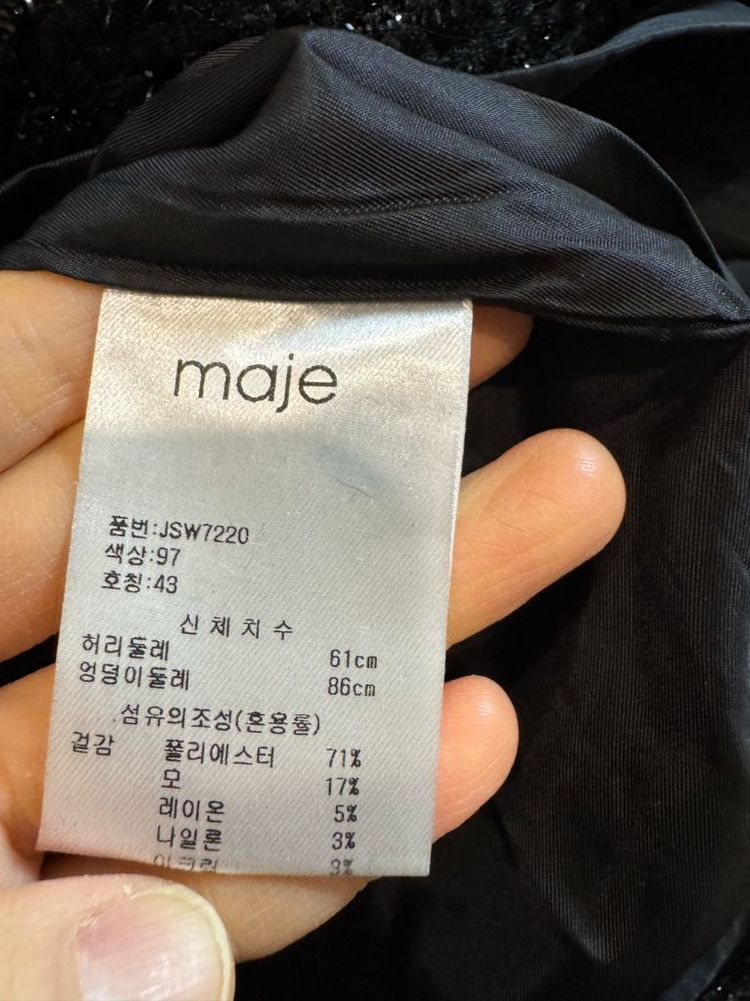 maje
품번:JSW7220
색상:97
호칭:43
신 체 치 수
허리둘레 61cm
엉덩이둘레 86cm
섬유의조성(혼용률)
겉감 폴리에스터 71%
모 17%
레이온 5%
나일론 3%
3%